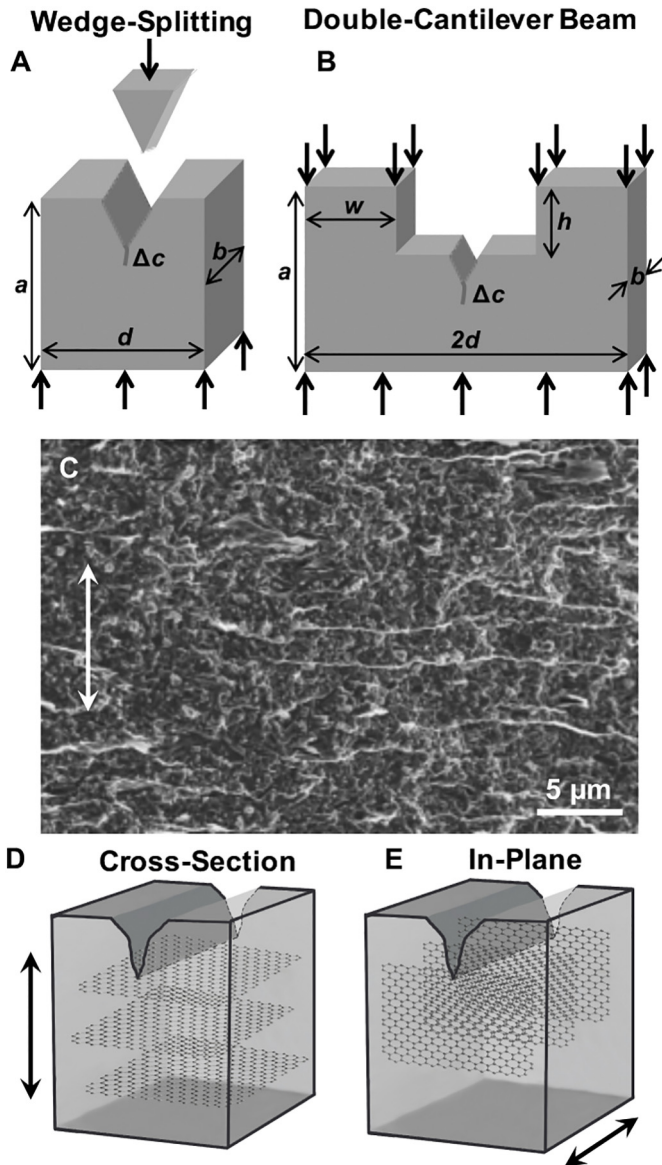 Wedge-Splitting
Double-Cantilever Beam
A
B
w
h
a
b
Δc
d
a
b
Δc
2d
C
5 μm
D
Cross-Section
E
In-Plane